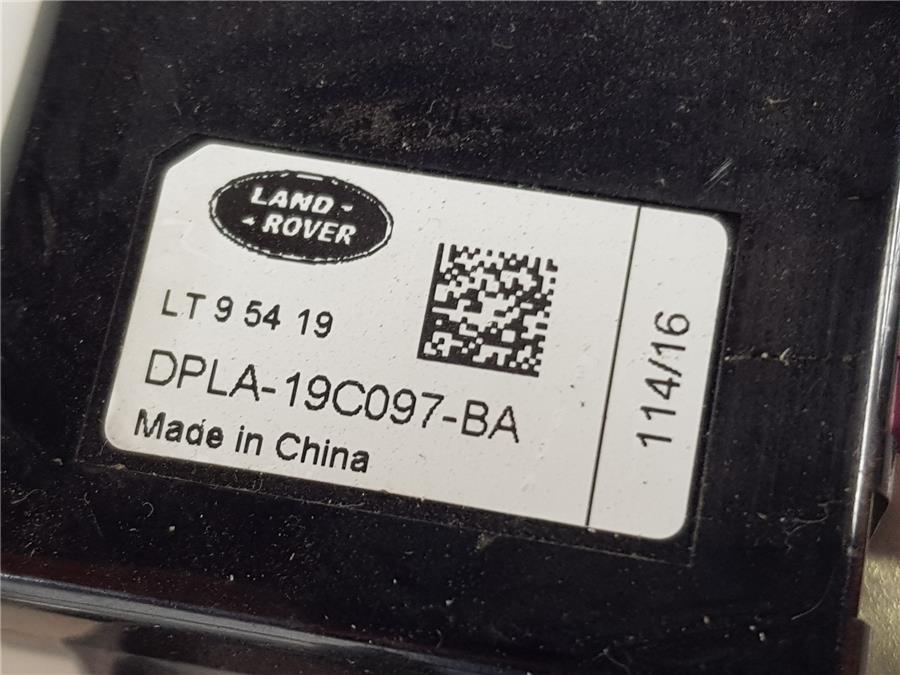 LAND-
-ROVER
LT 9 54 19
DPLA-19C097-BA
Made in China
114/16